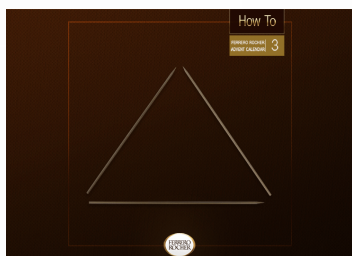 How To
FERRERO ROCHER
ADVENT CALENDAR
3
FERRERO
ROCHER